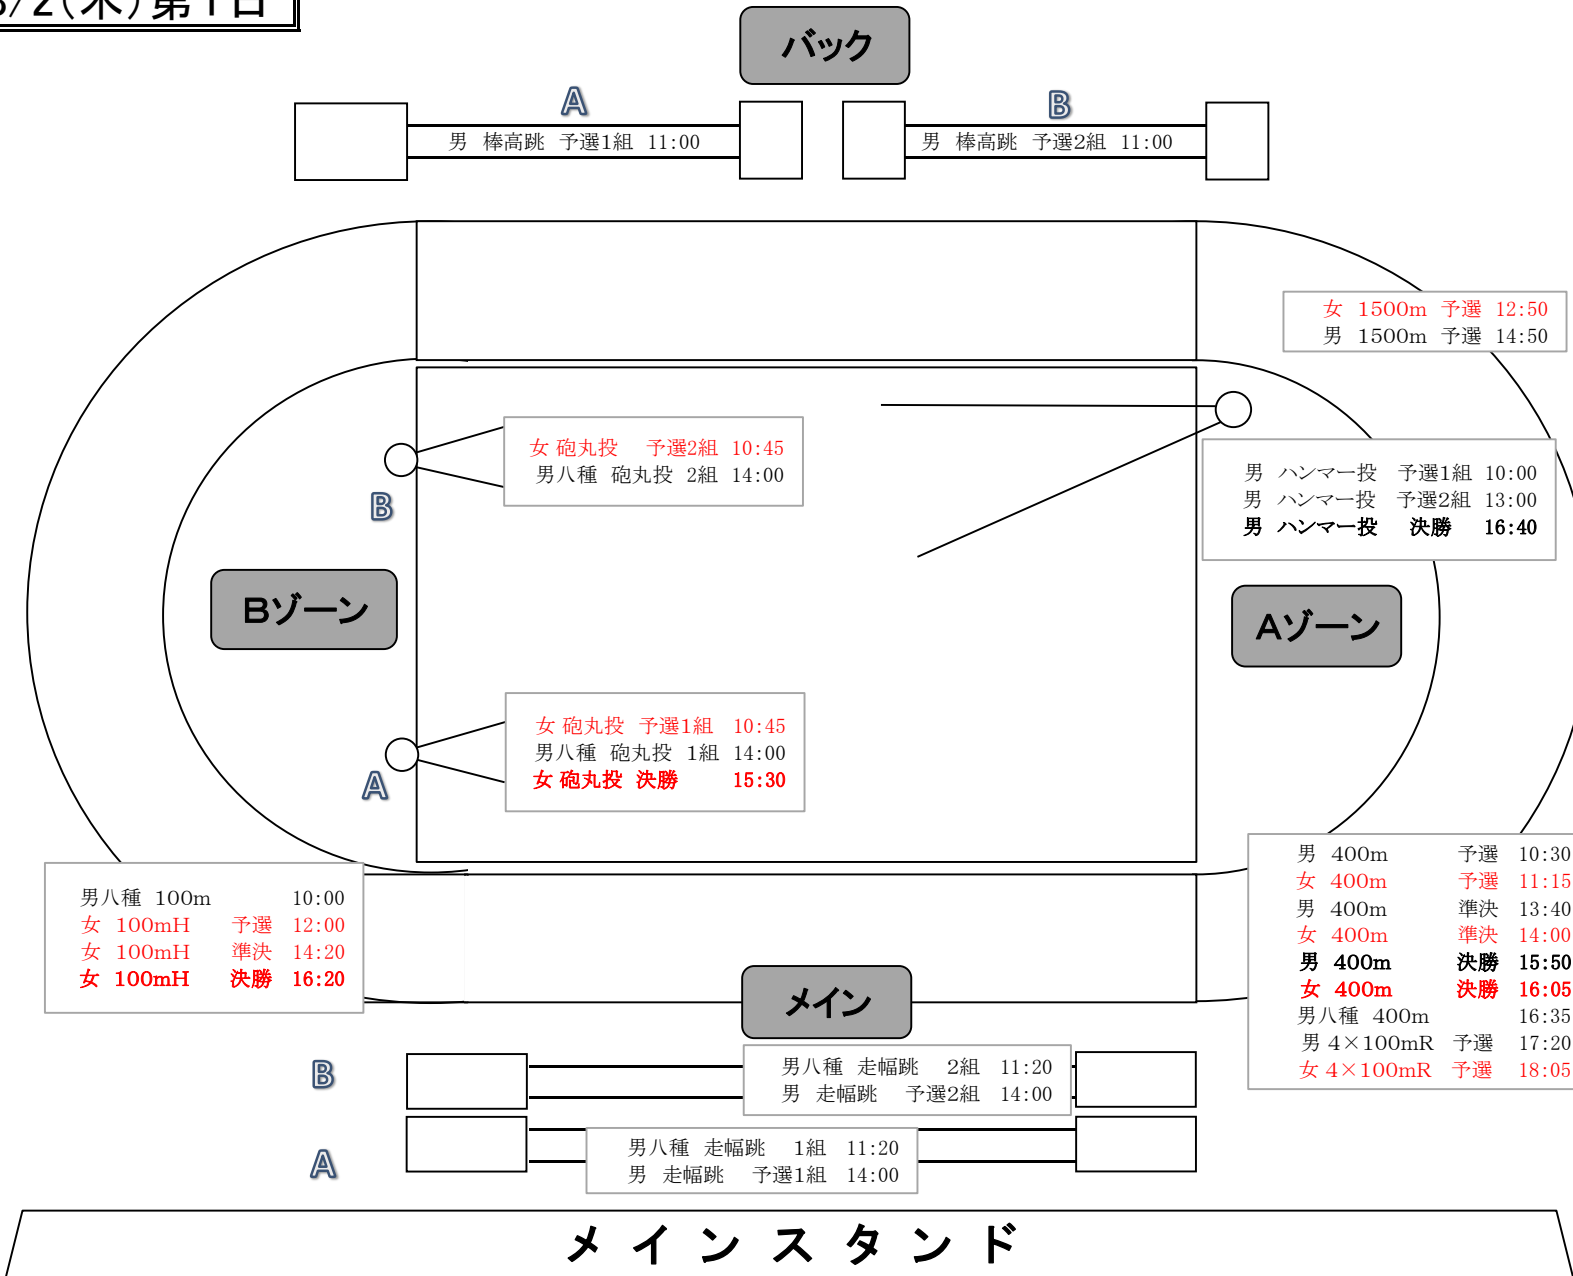 /2(木)第1日
バック
A
B
男 棒高跳 予選1組 11:00
男 棒高跳 予選2組 11:00
女 1500m 予選 12:50
男 1500m 予選 14:50
女 砲丸投 予選2組 10:45
男八種 砲丸投 2組 14:00
B
男 ハンマー投 予選1組 10:00
男 ハンマー投 予選2組 13:00
男 ハンマー投 決勝 16:40
Bゾーン
Aゾーン
女 砲丸投 予選1組 10:45
男八種 砲丸投 1組 14:00
女 砲丸投 決勝 15:30
A
男八種 100m 10:00
女 100mH 予選 12:00
女 100mH 準決 14:20
女 100mH 決勝 16:20
男 400m 予選 10:30
女 400m 予選 11:15
男 400m 準決 13:40
女 400m 準決 14:00
男 400m 決勝 15:50
女 400m 決勝 16:05
男八種 400m 16:35
男 4×100mR 予選 17:20
女 4×100mR 予選 18:05
メイン
B
男八種 走幅跳 2組 11:20
男 走幅跳 予選2組 14:00
A
男八種 走幅跳 1組 11:20
男 走幅跳 予選1組 14:00
メインスタンド